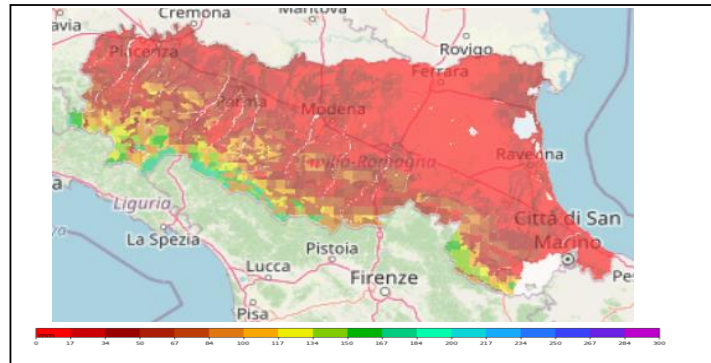 Cremona
Mantova
avia
Rovigo
Piacenza
Ferrara
Parma
Modena
Emilia-Romagna
Ravenna
Liguria
Città di San
Marino
La Spezia
Pistoia
Lucca
Firenze
Pe
Pisa
mm
0 17 34 50 67 84 100 117 134 150 167 184 200 217 234 250 267 284 300